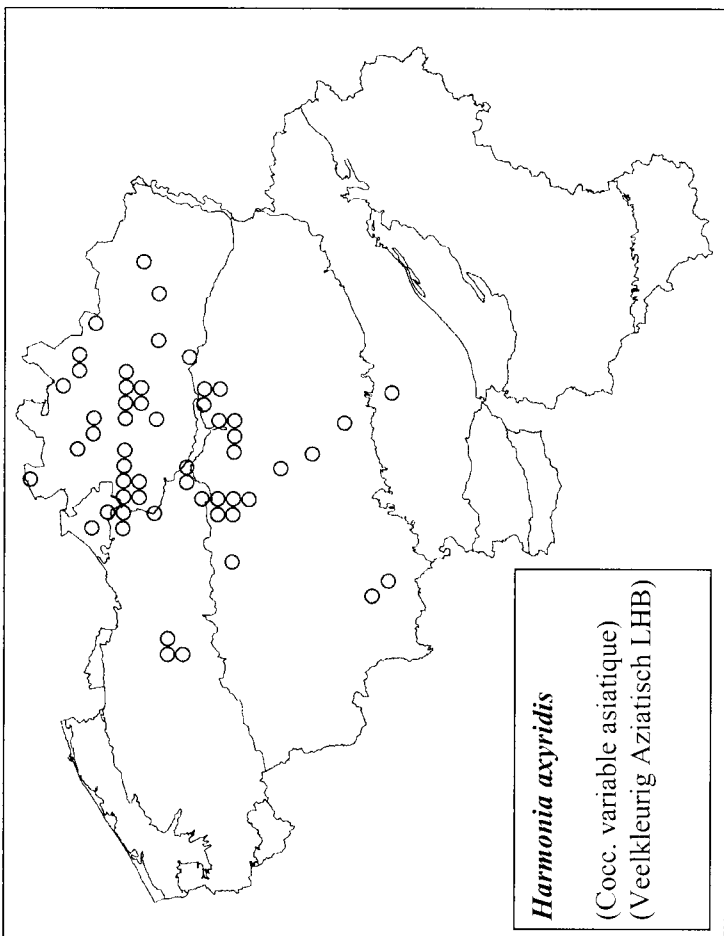 Harmonia axyridis
(Cocc. variable asiatique)
(Veelkleurig Aziatisch LHB)